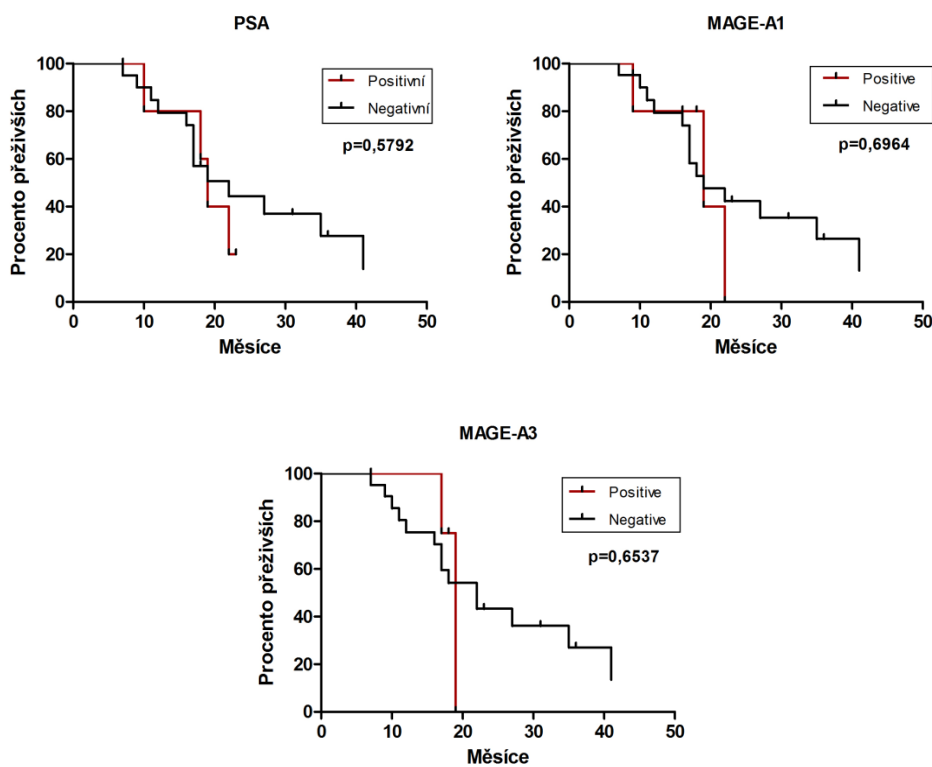 PSA
Procento přeživších
100
80
60
40
20
0
0 10 20 30 40 50
Měsíce
Positivní
Negativní
p=0,5792
MAGE-A1
Procento přeživších
100
80
60
40
20
0
0 10 20 30 40 50
Měsíce
Positive
Negative
p=0,6964
MAGE-A3
Procento přeživších
100
80
60
40
20
0
0 10 20 30 40 50
Měsíce
Positive
Negative
p=0,6537